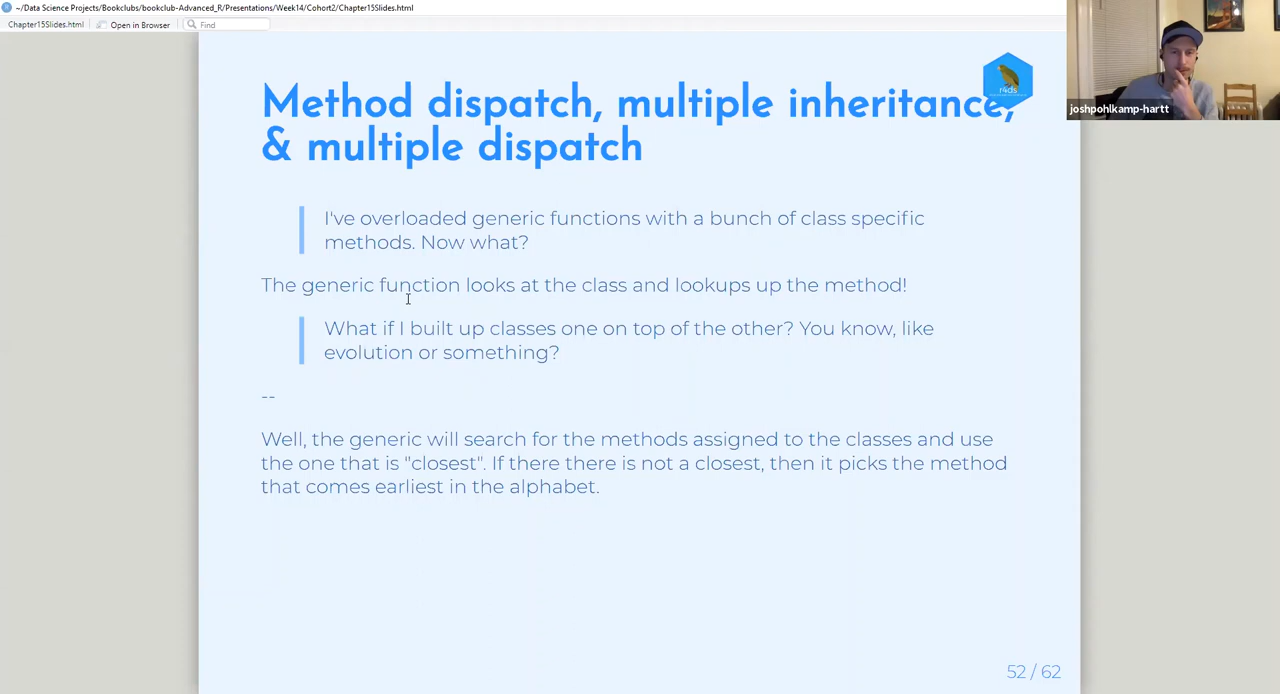 ~/Data Science Projects/Bookclubs/bookclub-Advanced_R/Presentations/Week14/Cohort2/Chapter15Slides.html
Chapter15Slides.html
Open in Browser
Find
joshpohlkamp-hartt
r4ds
Method dispatch, multiple inheritance,
& multiple dispatch
I've overloaded generic functions with a bunch of class specific
methods. Now what?
The generic function looks at the class and lookups up the method!
What if I built up classes one on top of the other? You know, like
evolution or something?
--
Well, the generic will search for the methods assigned to the classes and use
the one that is "closest". If there there is not a closest, then it picks the method
that comes earliest in the alphabet.
52 / 62